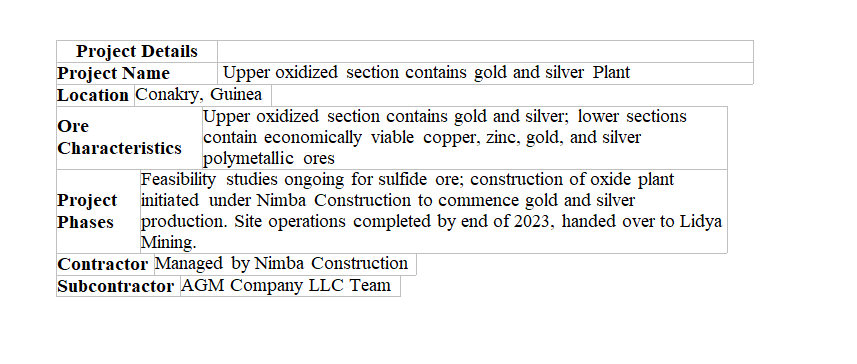 Project Details
Project Name Upper oxidized section contains gold and silver Plant
Location Conakry, Guinea
Ore Characteristics Upper oxidized section contains gold and silver; lower sections
contain economically viable copper, zinc, gold, and silver
polymetallic ores
Project Phases Feasibility studies ongoing for sulfide ore; construction of oxide plant
initiated under Nimba Construction to commence gold and silver
production. Site operations completed by end of 2023, handed over to Lidya
Mining.
Contractor Managed by Nimba Construction
Subcontractor AGM Company LLC Team